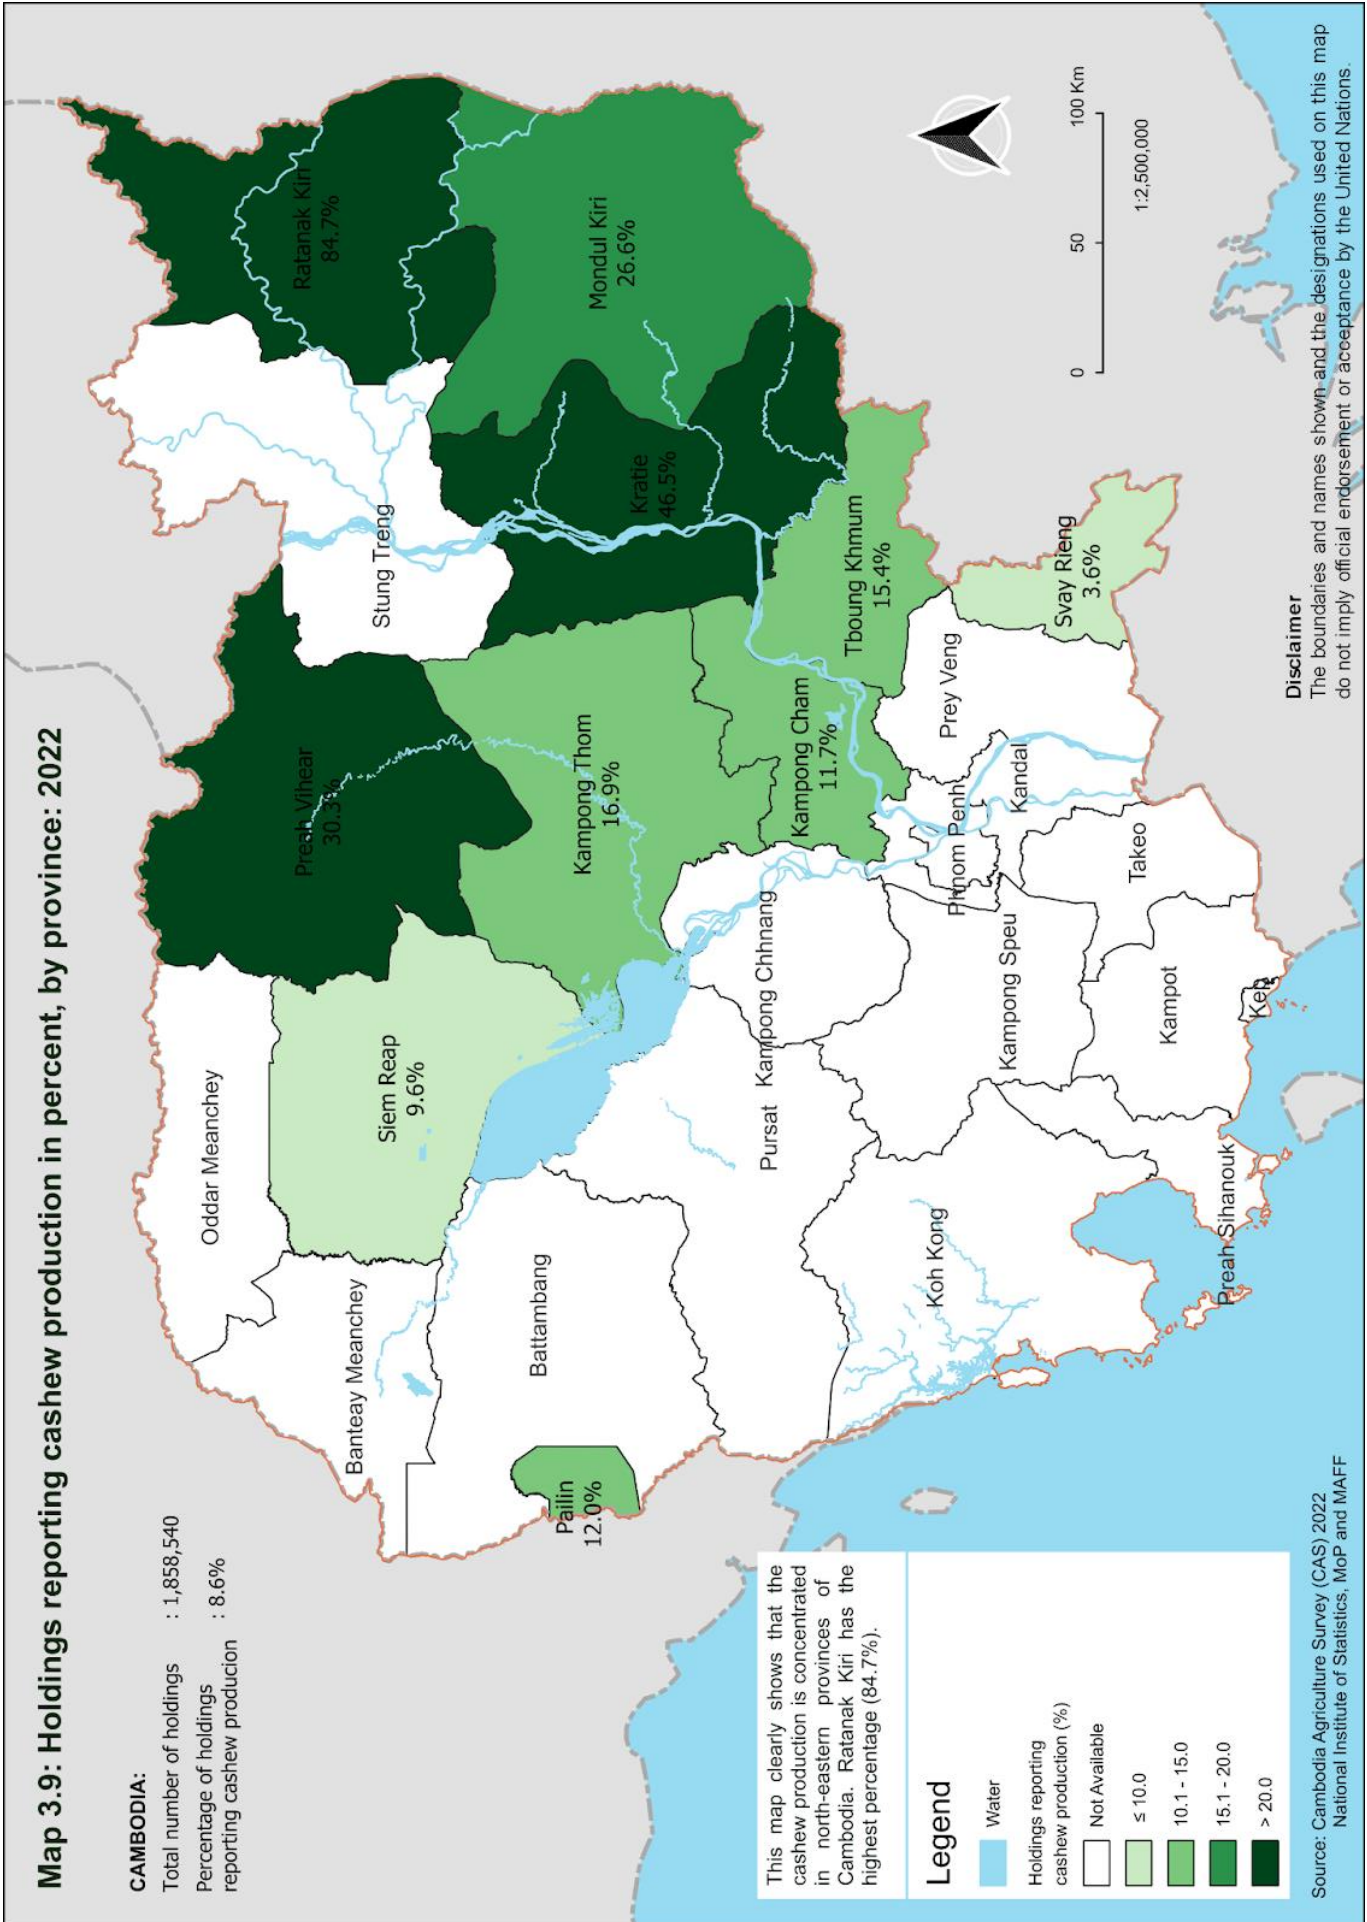 Map 3.9: Holdings reporting cashew production in percent, by province: 2022
CAMBODIA:
Total number of holdings : 1,858,540
Percentage of holdings
reporting cashew producion : 8.6%
Ratanak Kiri
84.7%
Stung Treng
Preah Vihear
30.3%
Oddar Meanchey
Siem Reap
9.6%
Banteay Meanchey
Mondul Kiri
26.6%
Kratie
46.5%
Kampong Thom
16.9%
Battambang
Pailin
12.0%
Tboung Khmum
15.4%
Kampong Cham
11.7%
Kampong Chhnang
Pursat
Svay Rieng
3.6%
Prey Veng
Kandal
Phnom Penh
Kampong Speu
Koh Kong
Takeo
Kampot
Kep
Preah Sihanouk
0 50 100 Km
1:2,500,000
This map clearly shows that the
cashew production is concentrated
in north-eastern provinces of
Cambodia. Ratanak Kiri has the
highest percentage (84.7%).
Legend
Water
Holdings reporting
cashew production (%)
Not Available
≤ 10.0
10.1 - 15.0
15.1 - 20.0
> 20.0
Disclaimer
The boundaries and names shown and the designations used on this map
do not imply official endorsement or acceptance by the United Nations.
Source: Cambodia Agriculture Survey (CAS) 2022
National Institute of Statistics, MoP and MAFF